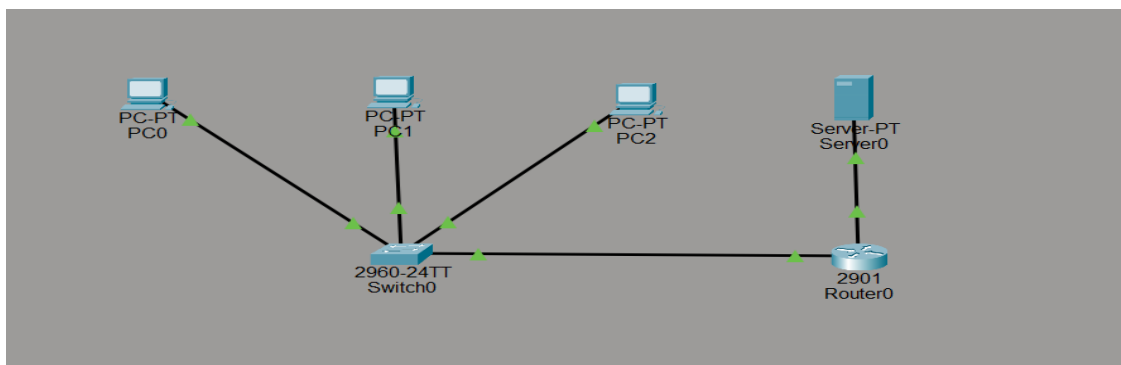 PC-PT
PC0
PC-PT
PC1
PC-PT
PC2
Server-PT
Server0
2960-24TT
Switch0
2901
Router0